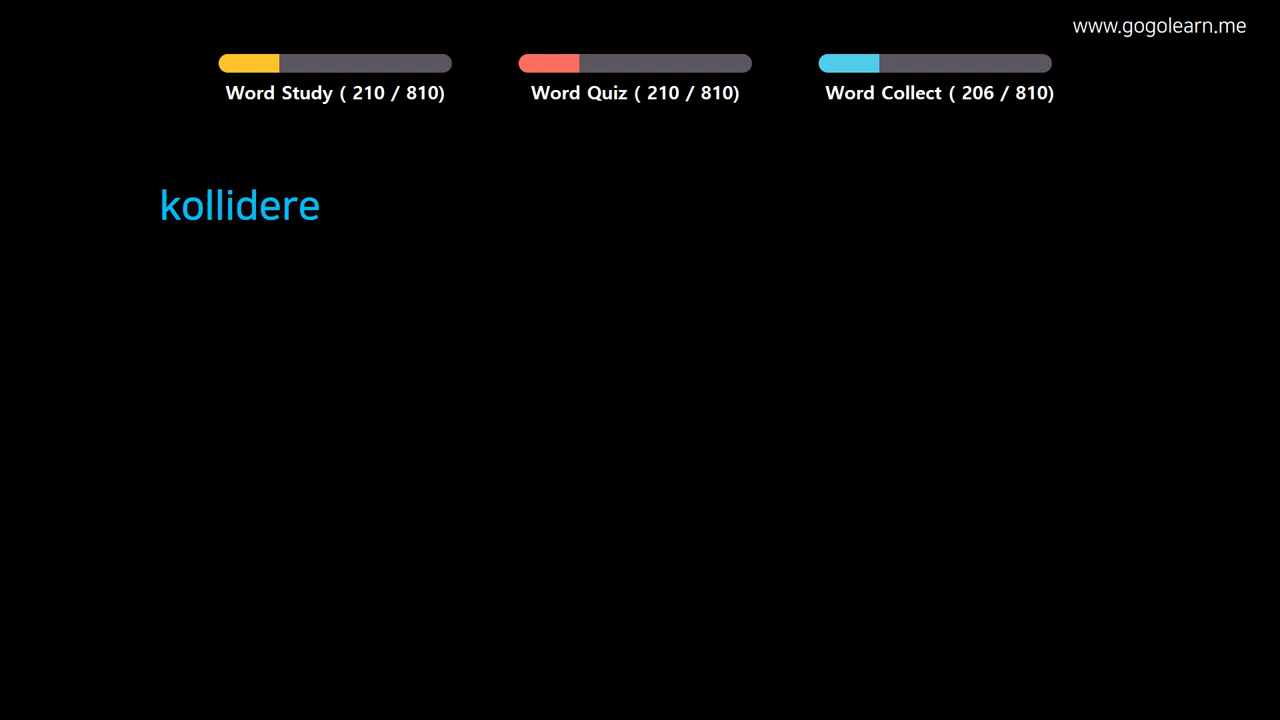 www.gogolearn.me
Word Study ( 210 / 810)
Word Quiz ( 210 / 810)
Word Collect ( 206 / 810)
kollidere